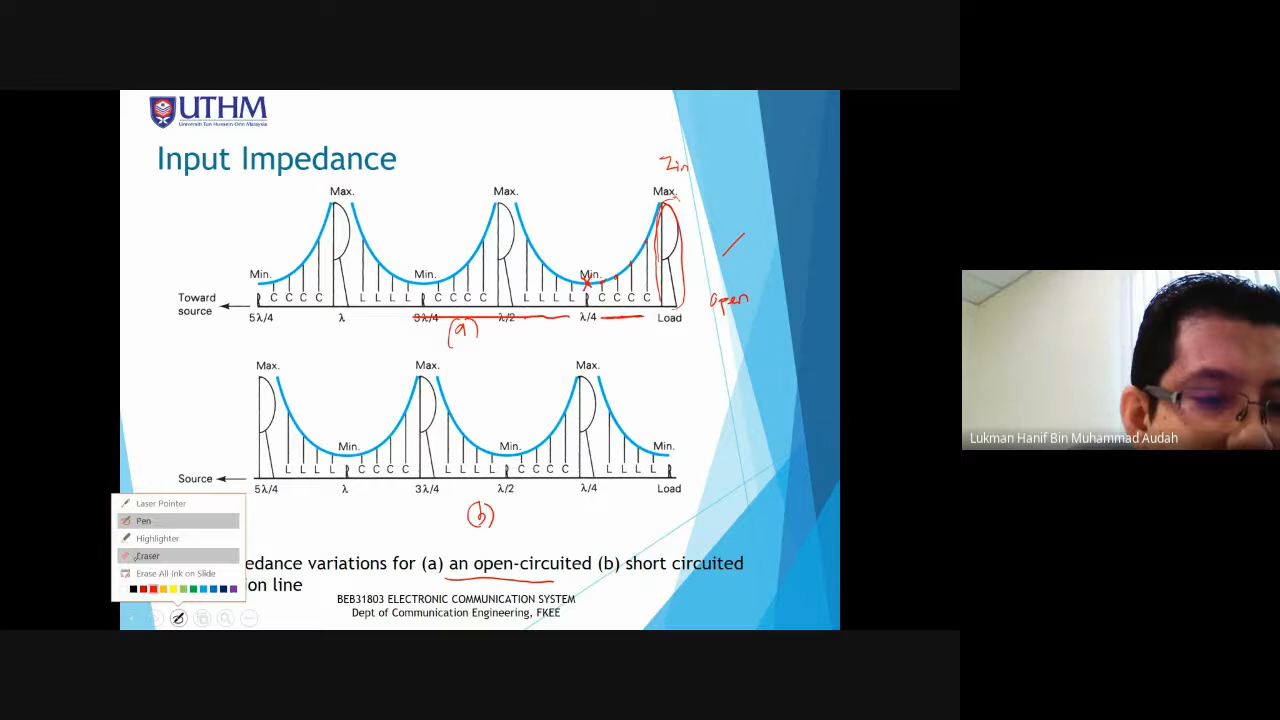 UTHM
Universiti Tun Hussein Onn Malaysia
Input Impedance
Zin
Max. Max. Max.
Min. Min. Min.
C C C C L L L L C C C C L L L L C C C C
Toward
source
5λ/4 λ 3λ/4 λ/2 λ/4 Load
open
(a)
Max. Max. Max.
Min. Min. Min.
L L L L C C C C L L L L C C C C L L L L
Source
5λ/4 λ 3λ/4 λ/2 λ/4 Load
(b)
Lukman Hanif Bin Muhammad Audah
Laser Pointer
Pen
Highlighter
Eraser
Erase All Ink on Slide
edance variations for (a) an open-circuited (b) short circuited
on line
BEB31803 ELECTRONIC COMMUNICATION SYSTEM
Dept of Communication Engineering, FKEE